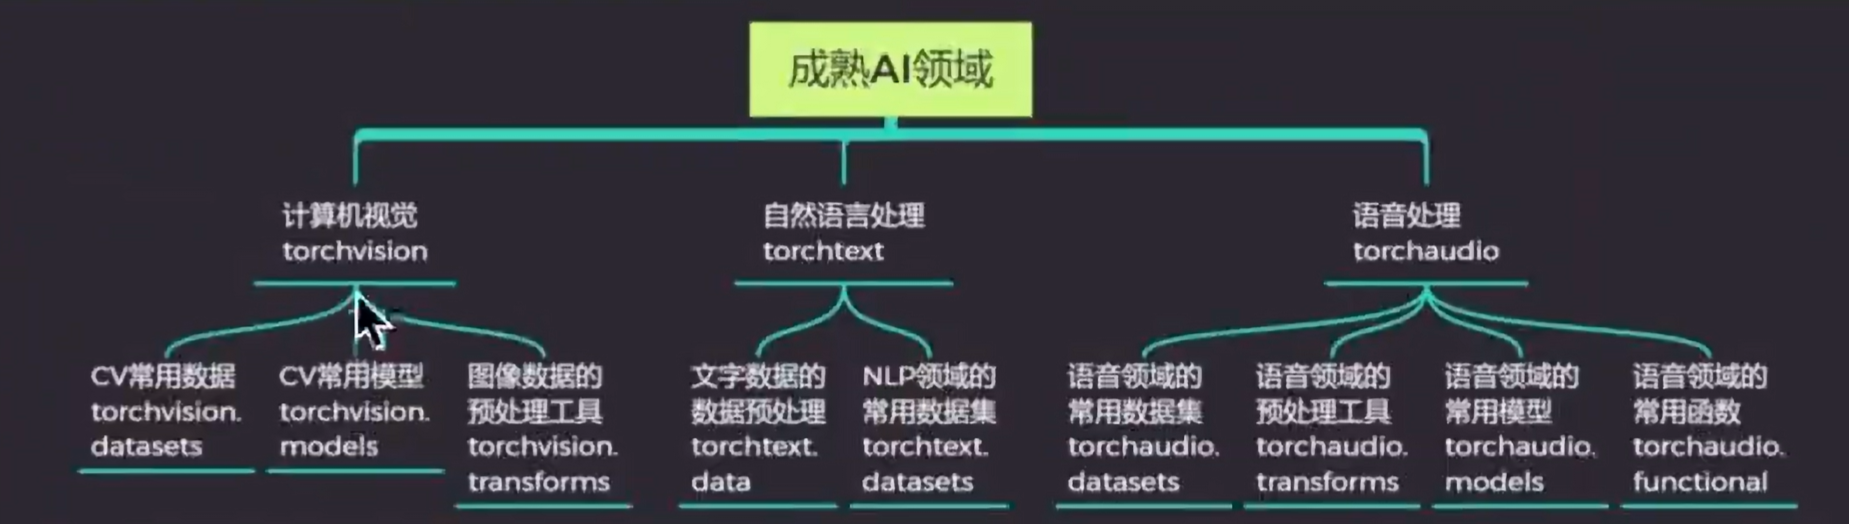 成熟AI领域
计算机视觉
torchvision
自然语言处理
torchtext
语音处理
torchaudio
CV常用数据
torchvision.
datasets
CV常用模型
torchvision.
models
图像数据的
预处理工具
torchvision.
transforms
文字数据的
数据预处理
torchtext.
data
NLP领域的
常用数据集
torchtext.
datasets
语音领域的
常用数据集
torchaudio.
datasets
语音领域的
预处理工具
torchaudio.
transforms
语音领域的
常用模型
torchaudio.
models
语音领域的
常用函数
torchaudio.
functional